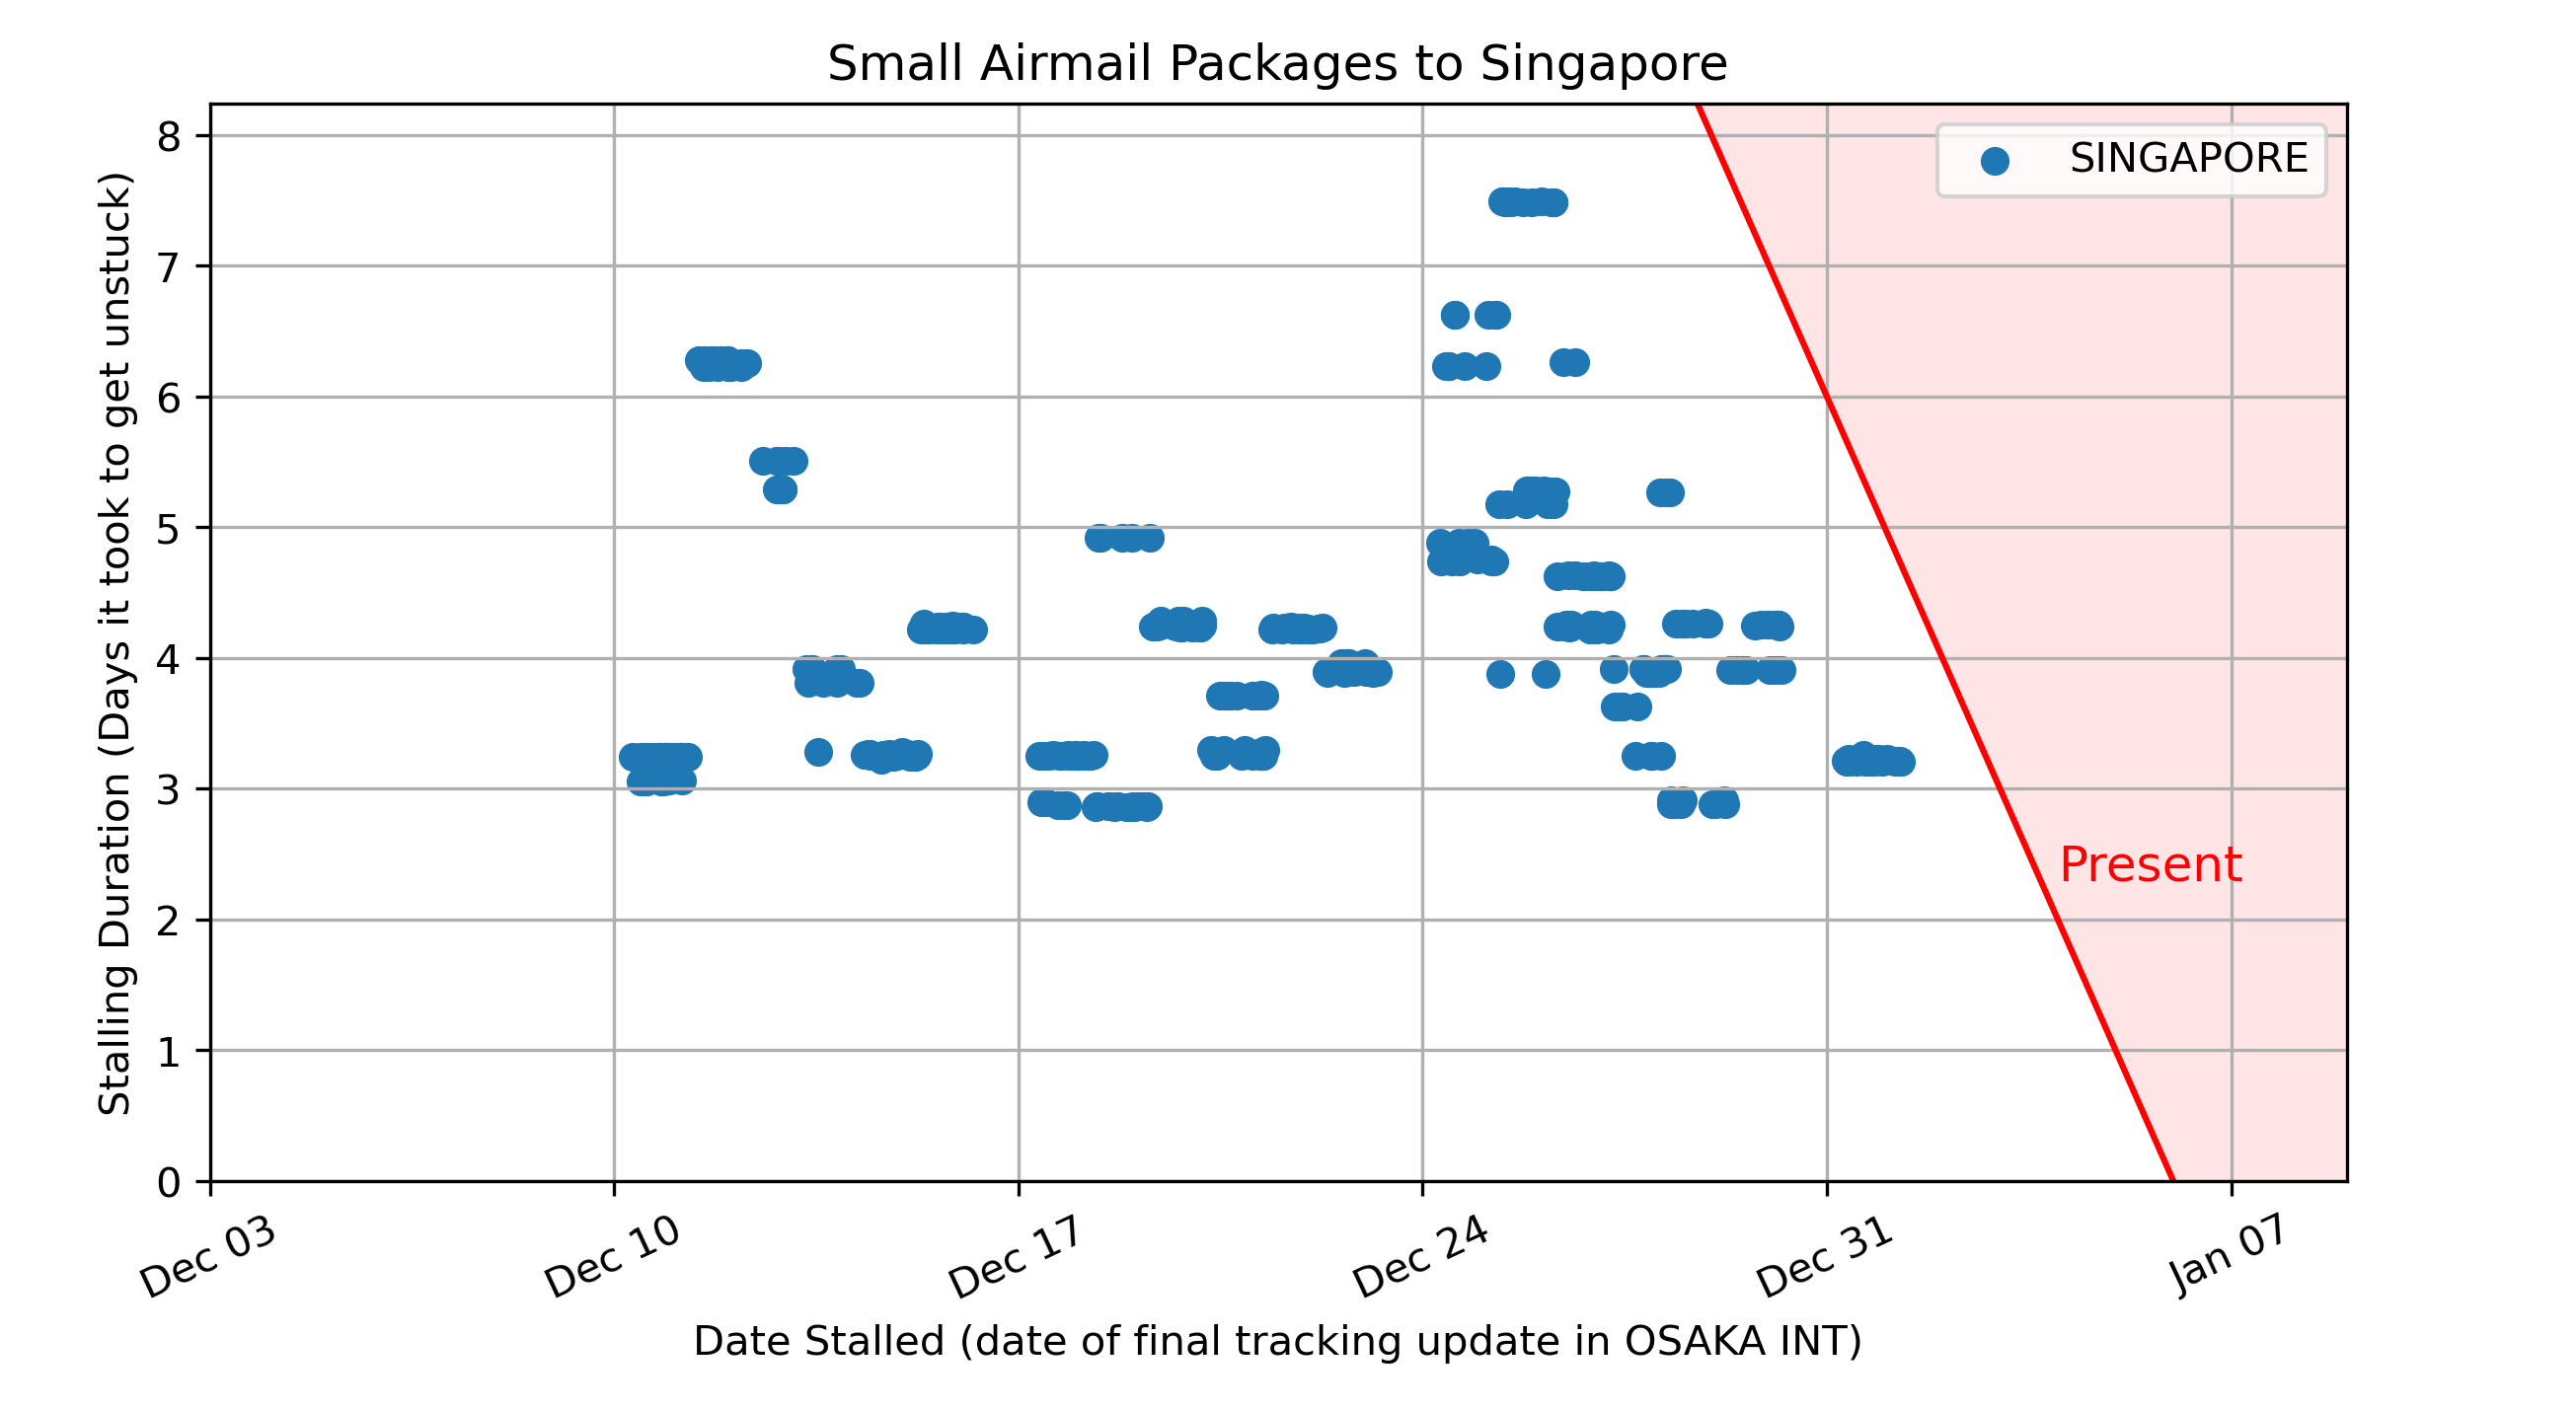 Small Airmail Packages to Singapore
SINGAPORE
Stalling Duration (Days it took to get unstuck)
8
7
6
5
4
3
2
1
0
Present
Dec 03
Dec 10
Dec 17
Dec 24
Dec 31
Jan 07
Date Stalled (date of final tracking update in OSAKA INT)